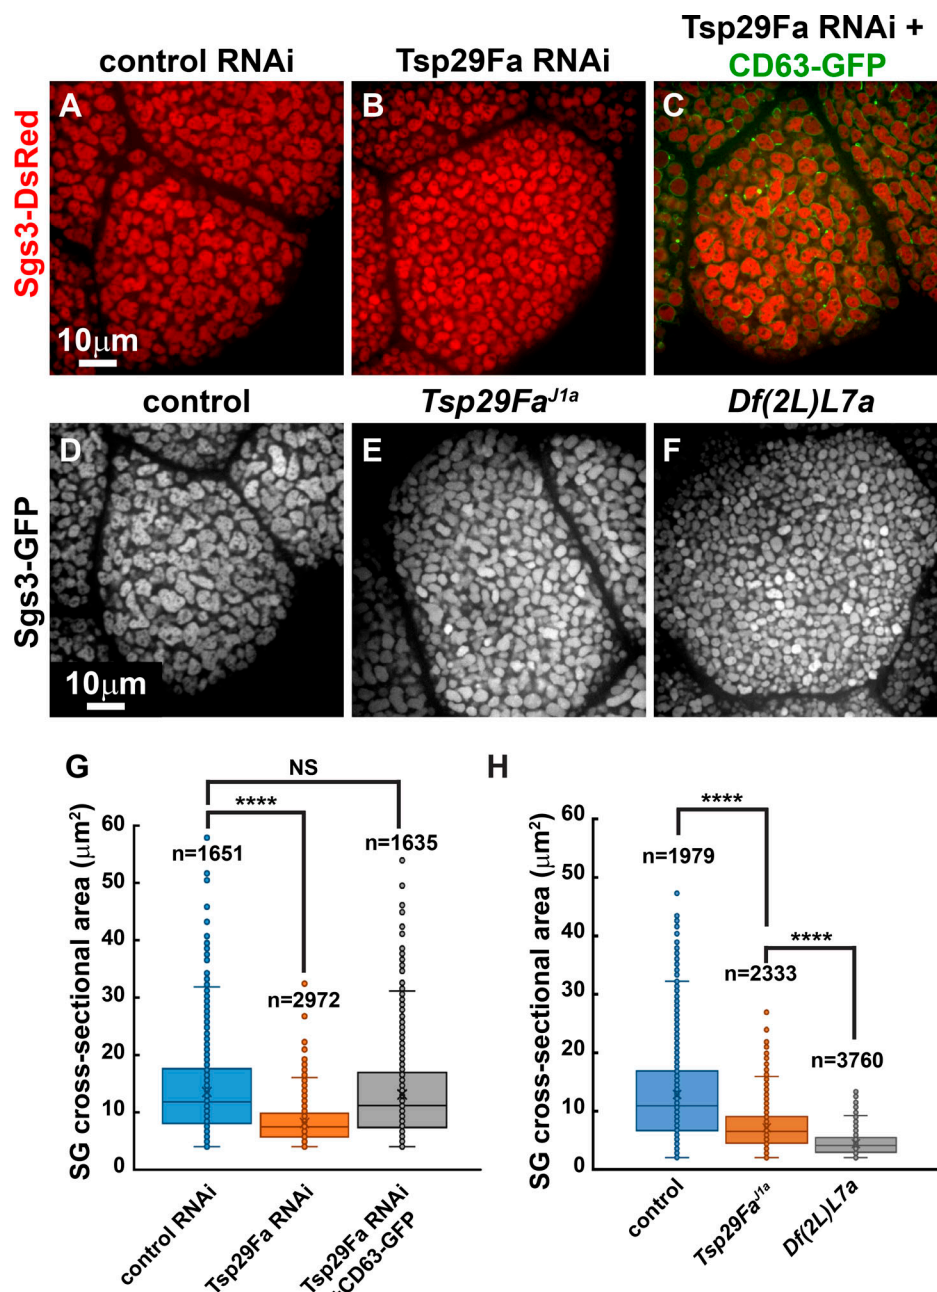 control RNAi
Tsp29Fa RNAi
Tsp29Fa RNAi +
CD63-GFP
Sgs3-DsRed
A
B
C
10μm
control
Tsp29Fa^J1a
Df(2L)L7a
Sgs3-GFP
D
E
F
10μm
G
NS
****
n=1651
n=2972
n=1635
SG cross-sectional area (μm²)
60
50
40
30
20
10
0
control RNAi
Tsp29Fa RNAi
Tsp29Fa RNAi
+CD63-GFP
H
****
****
n=1979
n=2333
n=3760
SG cross-sectional area (μm²)
60
50
40
30
20
10
0
control
Tsp29Fa^J1a
Df(2L)L7a